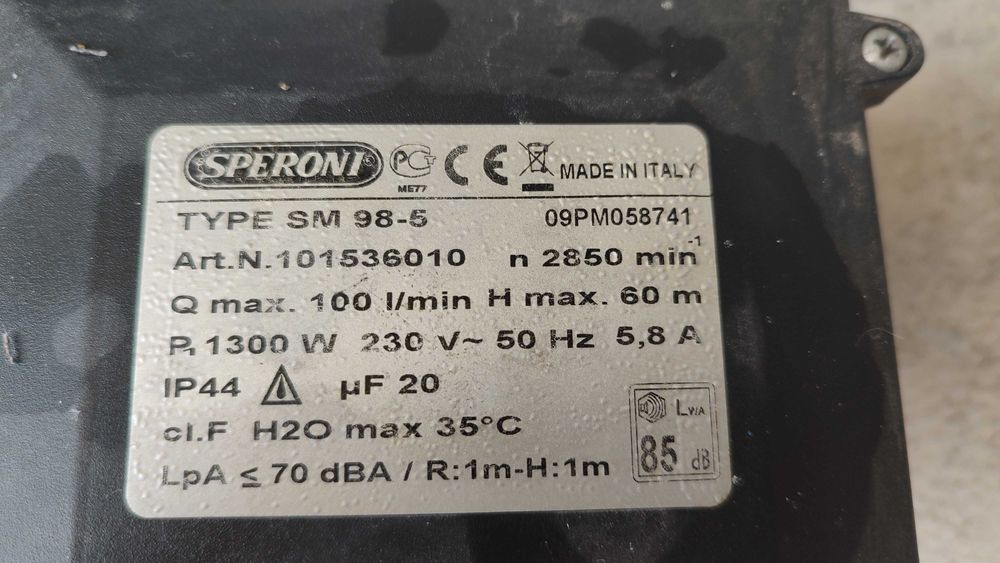 SPERONI® PCT ME77 CE MADE IN ITALY
TYPE SM 98-5 09PM058741
Art.N.101536010 n 2850 min-1
Q max. 100 l/min H max. 60 m
P1 1300 W 230 V~ 50 Hz 5,8 A
IP44 µF 20
cl.F H2O max 35°C
LWA
85 dB
LpA ≤ 70 dBA / R:1m-H:1m